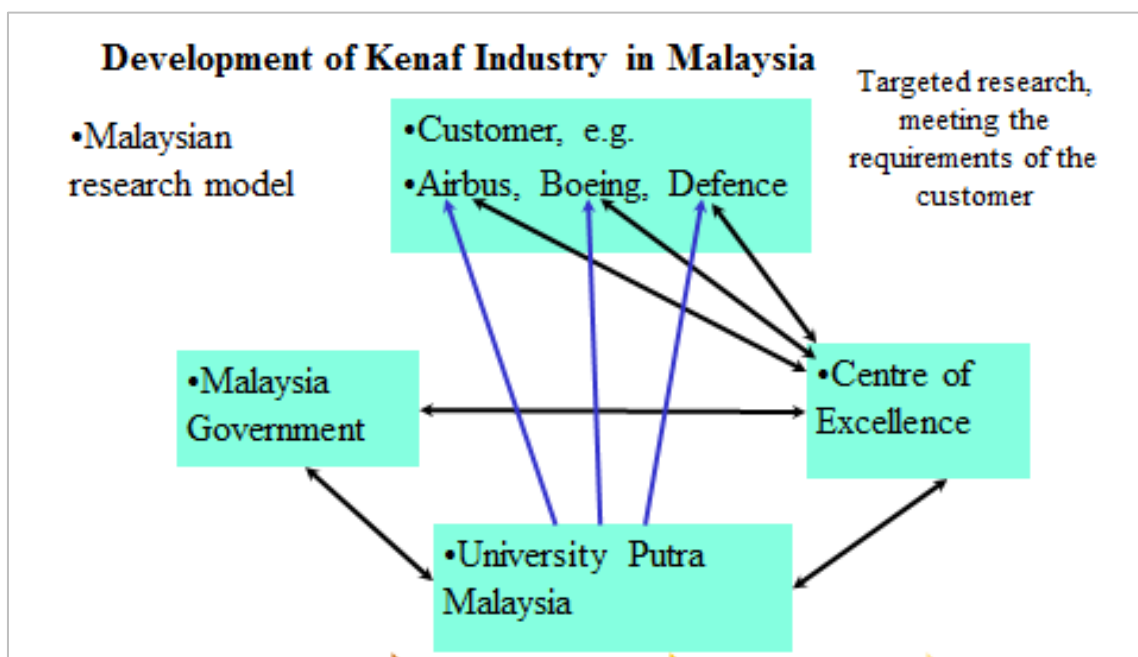 Development of Kenaf Industry in Malaysia
•Malaysian
research model
•Customer, e.g.
•Airbus, Boeing, Defence
Targeted research,
meeting the
requirements of the
customer
•Malaysia
Government
•Centre of
Excellence
•University Putra
Malaysia